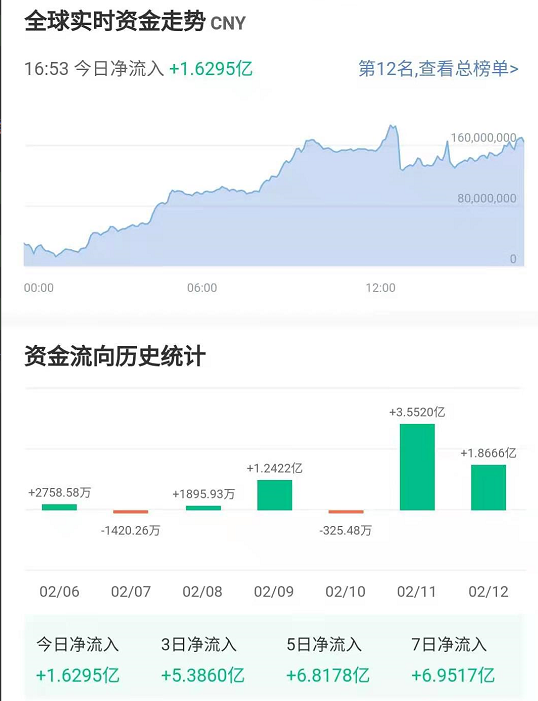 全球实时资金走势 CNY
16:53 今日净流入 +1.6295亿 第12名,查看总榜单>
160,000,000
80,000,000
0
00:00 06:00 12:00
资金流向历史统计
+3.5520亿
+1.8666亿
+1.2422亿
+2758.58万 +1895.93万
-1420.26万 -325.48万
02/06 02/07 02/08 02/09 02/10 02/11 02/12
今日净流入 3日净流入 5日净流入 7日净流入
+1.6295亿 +5.3860亿 +6.8178亿 +6.9517亿